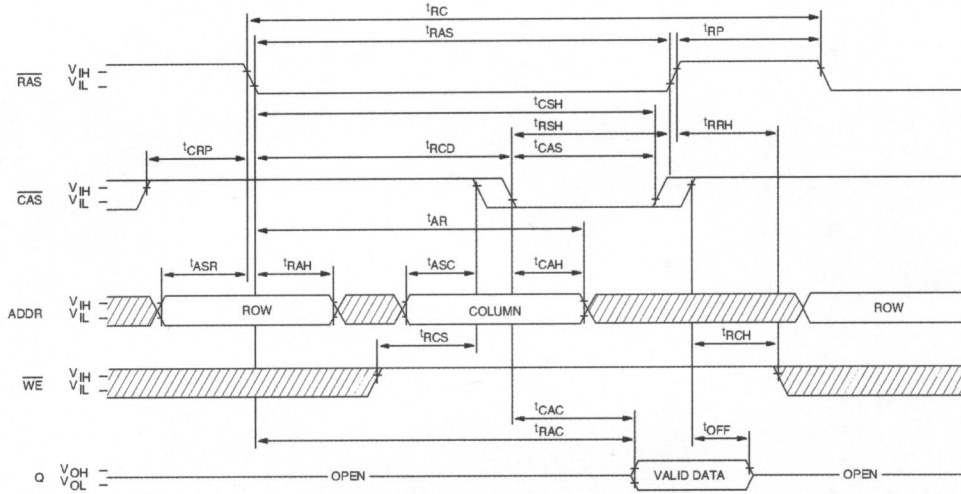 tRC
tRAS
tRP
RAS VIH VIL
tCSH
tRSH
tRRH
tCRP
tRCD
tCAS
CAS VIH VIL
tAR
tASR
tRAH
tASC
tCAH
ADDR VIH VIL
ROW
COLUMN
ROW
tRCS
tRCH
WE VIH VIL
tCAC
tRAC
tOFF
Q VOH VOL
OPEN
VALID DATA
OPEN